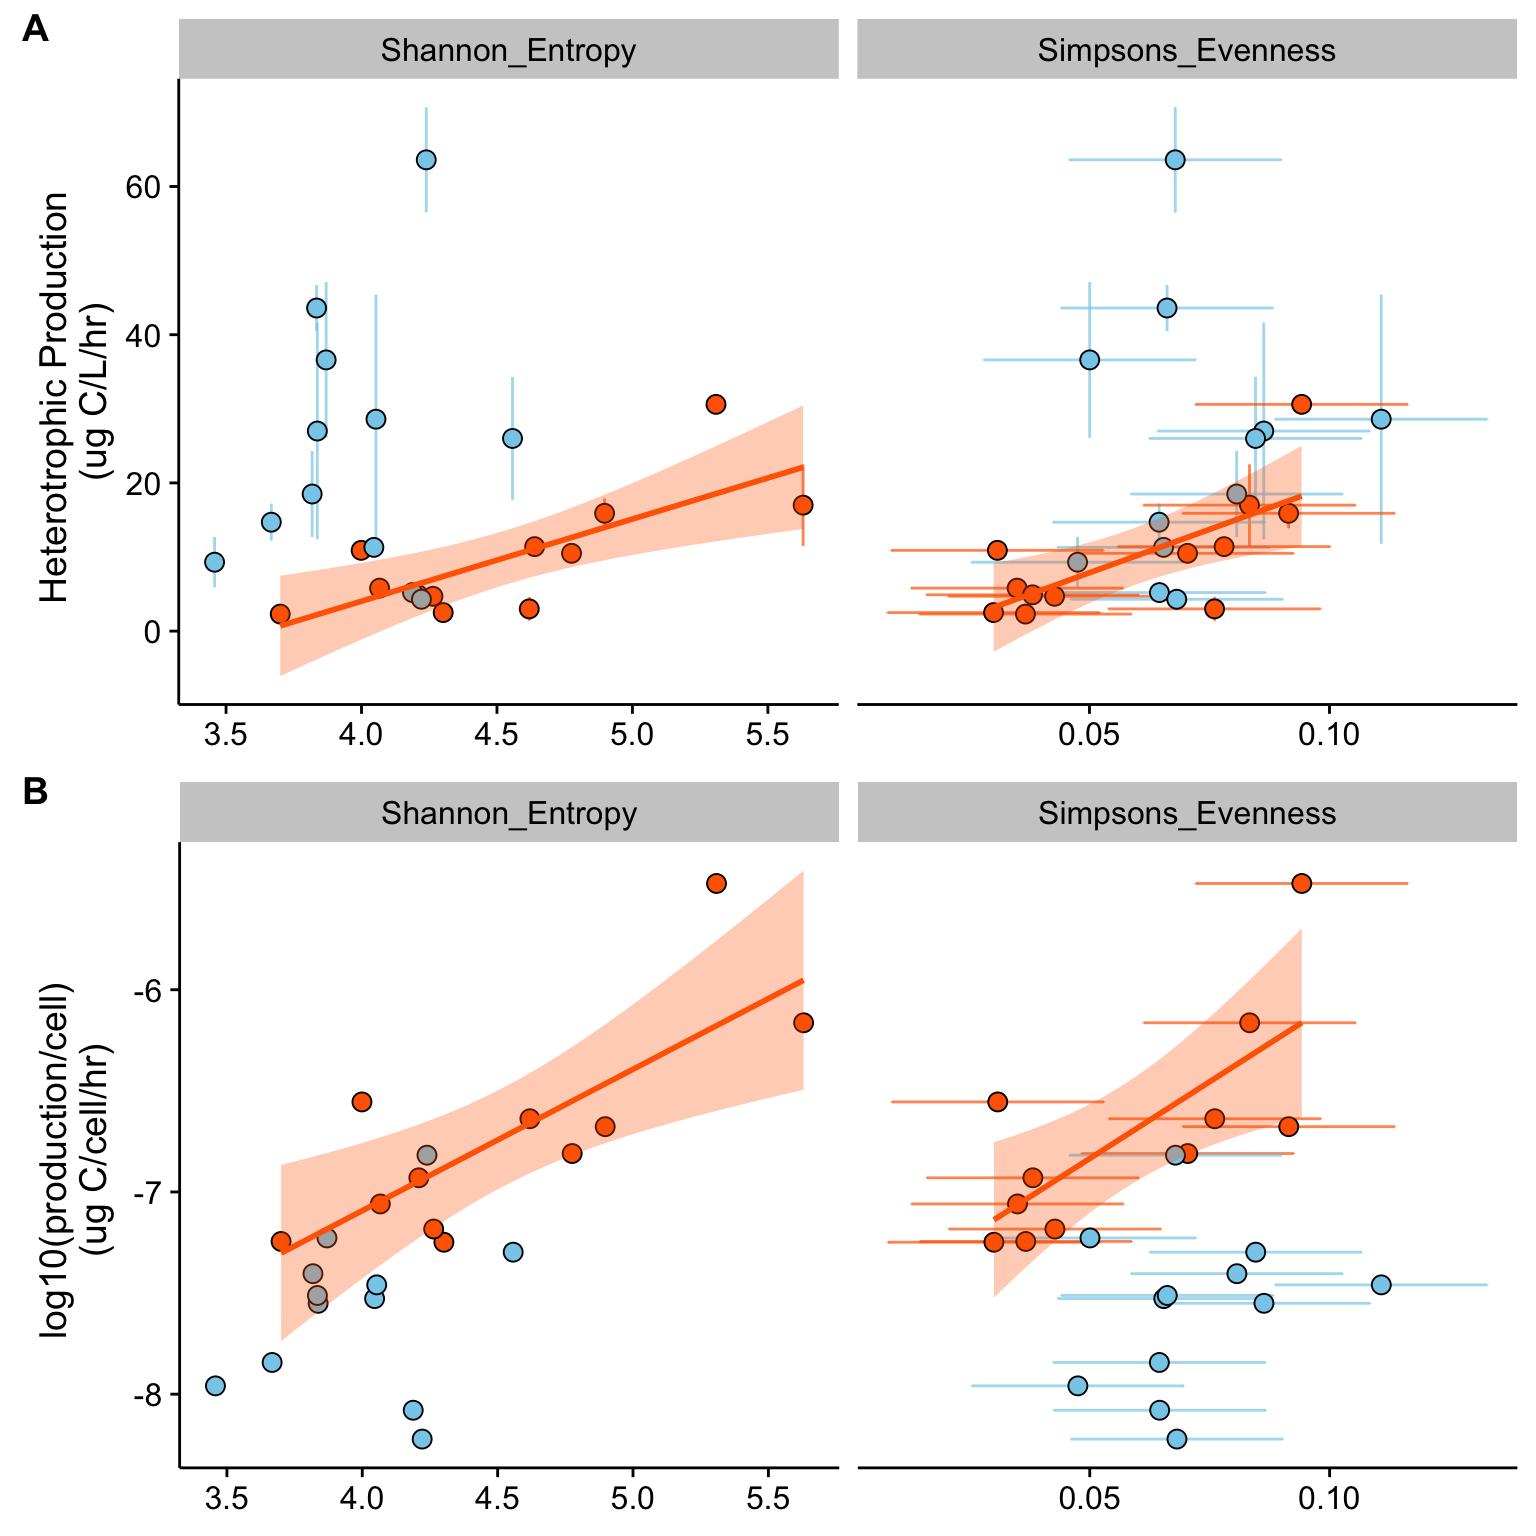 A
Shannon_Entropy
Simpsons_Evenness
Heterotrophic Production
(ug C/L/hr)
60
40
20
0
3.5 4.0 4.5 5.0 5.5
0.05 0.10
B
Shannon_Entropy
Simpsons_Evenness
log10(production/cell)
(ug C/cell/hr)
-6
-7
-8
3.5 4.0 4.5 5.0 5.5
0.05 0.10